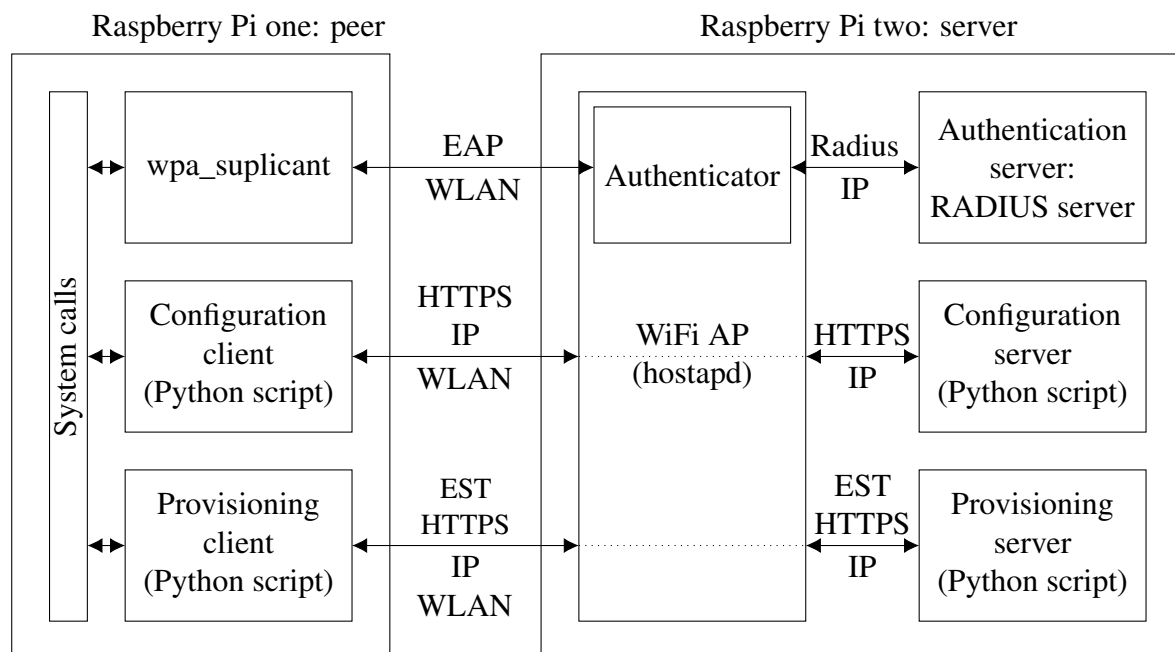 Raspberry Pi one: peer
Raspberry Pi two: server
System calls
wpa_suplicant
EAP
WLAN
Authenticator
Radius
IP
Authentication
server:
RADIUS server
Configuration
client
(Python script)
HTTPS
IP
WLAN
WiFi AP
(hostapd)
HTTPS
IP
Configuration
server
(Python script)
Provisioning
client
(Python script)
EST
HTTPS
IP
WLAN
EST
HTTPS
IP
Provisioning
server
(Python script)